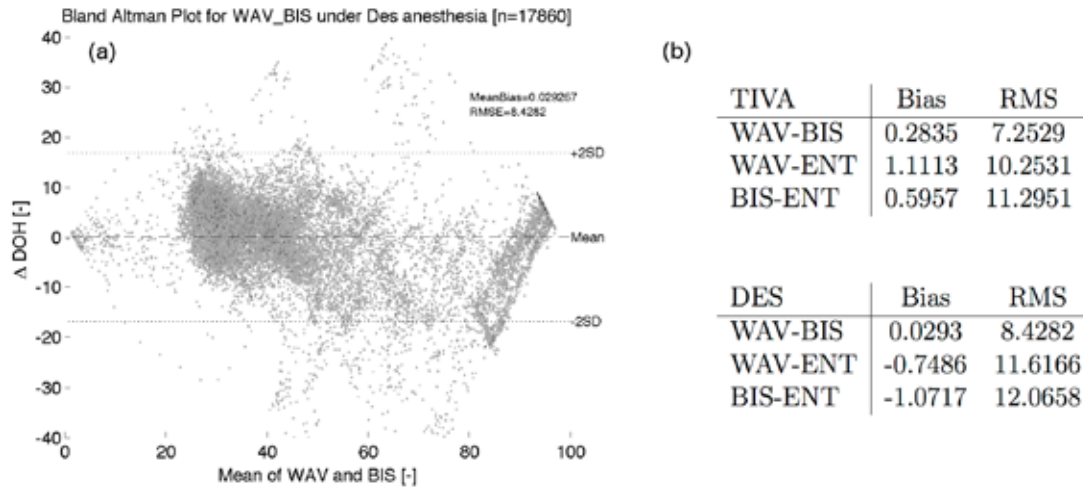 Bland Altman Plot for WAV_BIS under Des anesthesia [n=17860]
(a)
40
30
20
10
0
-10
-20
-30
-40
Δ DOH [-]
MeanBias=0.029267
RMSE=8.4282
+2SD
Mean
-2SD
0 20 40 60 80 100
Mean of WAV and BIS [-]
(b)
TIVA Bias RMS
WAV-BIS 0.2835 7.2529
WAV-ENT 1.1113 10.2531
BIS-ENT 0.5957 11.2951
DES Bias RMS
WAV-BIS 0.0293 8.4282
WAV-ENT -0.7486 11.6166
BIS-ENT -1.0717 12.0658